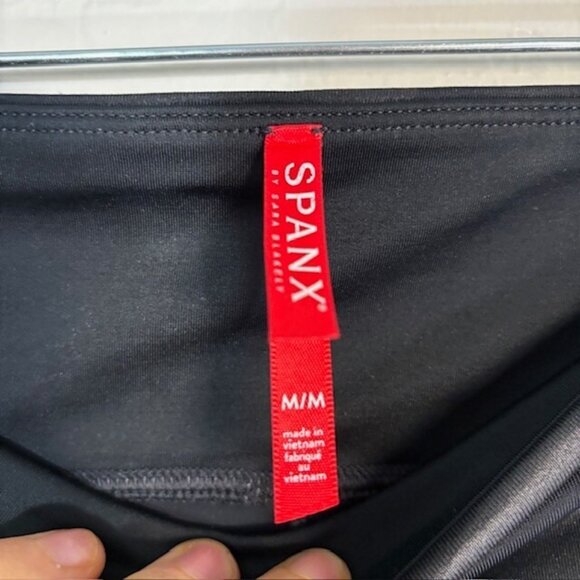 SPANX®
BY SARA BLAKELY
M/M
made in
vietnam
fabriqué
au
vietnam